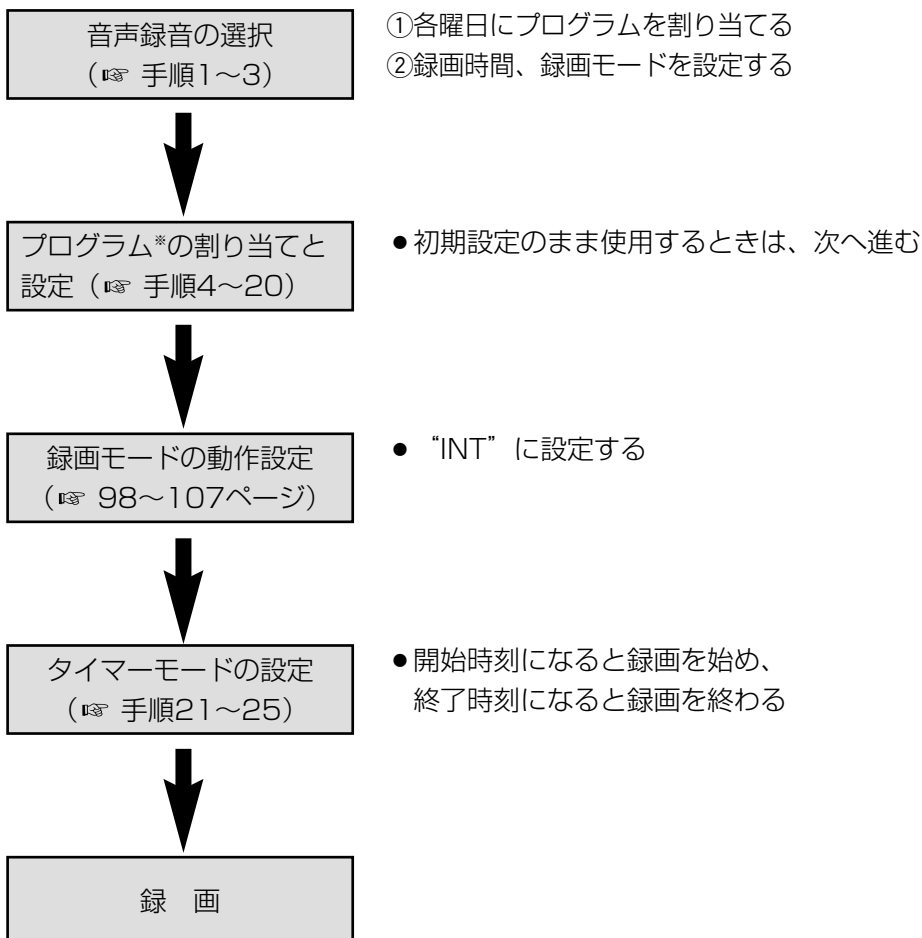 音声録音の選択
（☞ 手順1～3）
①各曜日にプログラムを割り当てる
②録画時間、録画モードを設定する
プログラム※の割り当てと
設定（☞ 手順4～20）
●初期設定のまま使用するときは、次へ進む
録画モードの動作設定
（☞ 98～107ページ）
● “INT”に設定する
タイマーモードの設定
（☞ 手順21～25）
●開始時刻になると録画を始め、
終了時刻になると録画を終わる
録　画